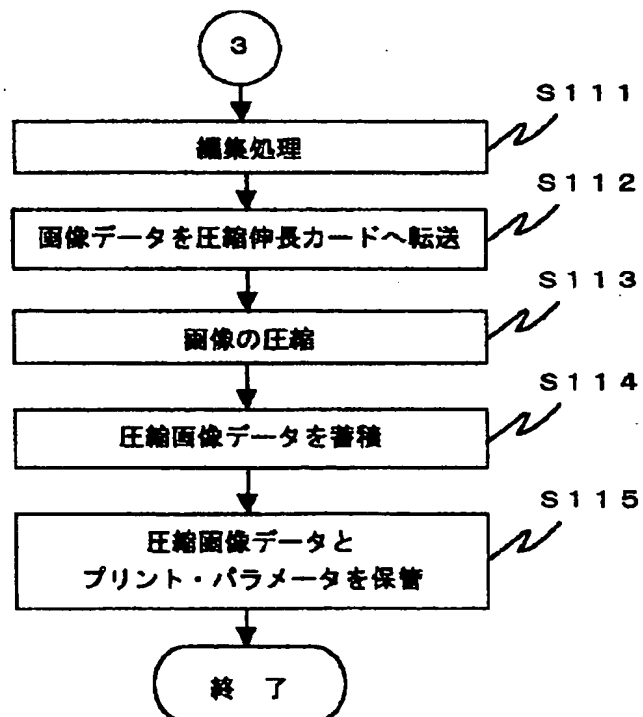 3
S111
編集処理
S112
画像データを圧縮伸長カードへ転送
S113
画像の圧縮
S114
圧縮画像データを蓄積
S115
圧縮画像データと
プリント・パラメータを保管
終 了